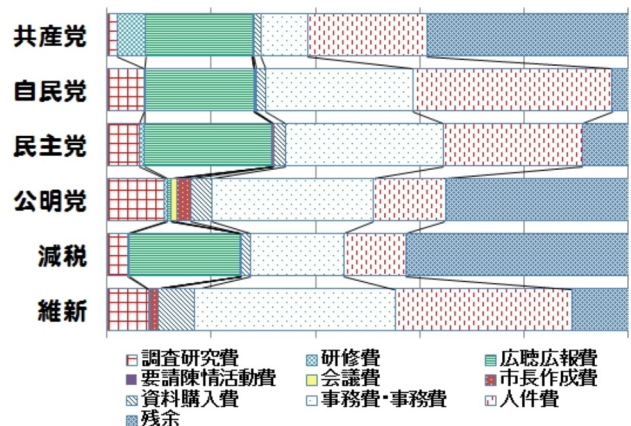 共産党
自民党
民主党
公明党
減税
維新
調査研究費 研修費 広聴広報費
要請陳情活動費 会議費 市長作成費
資料購入費 事務費・事務費 人件費
残余